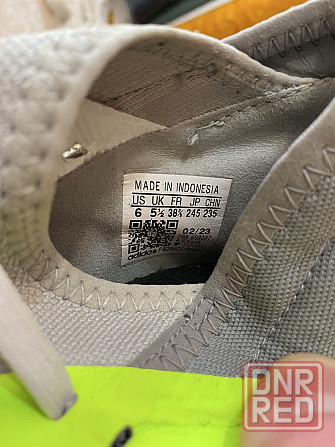 MADE IN INDONESIA
US UK FR JP CHN
6 5½ 38⅔ 245 235
02/23
adidas
DNR
RED